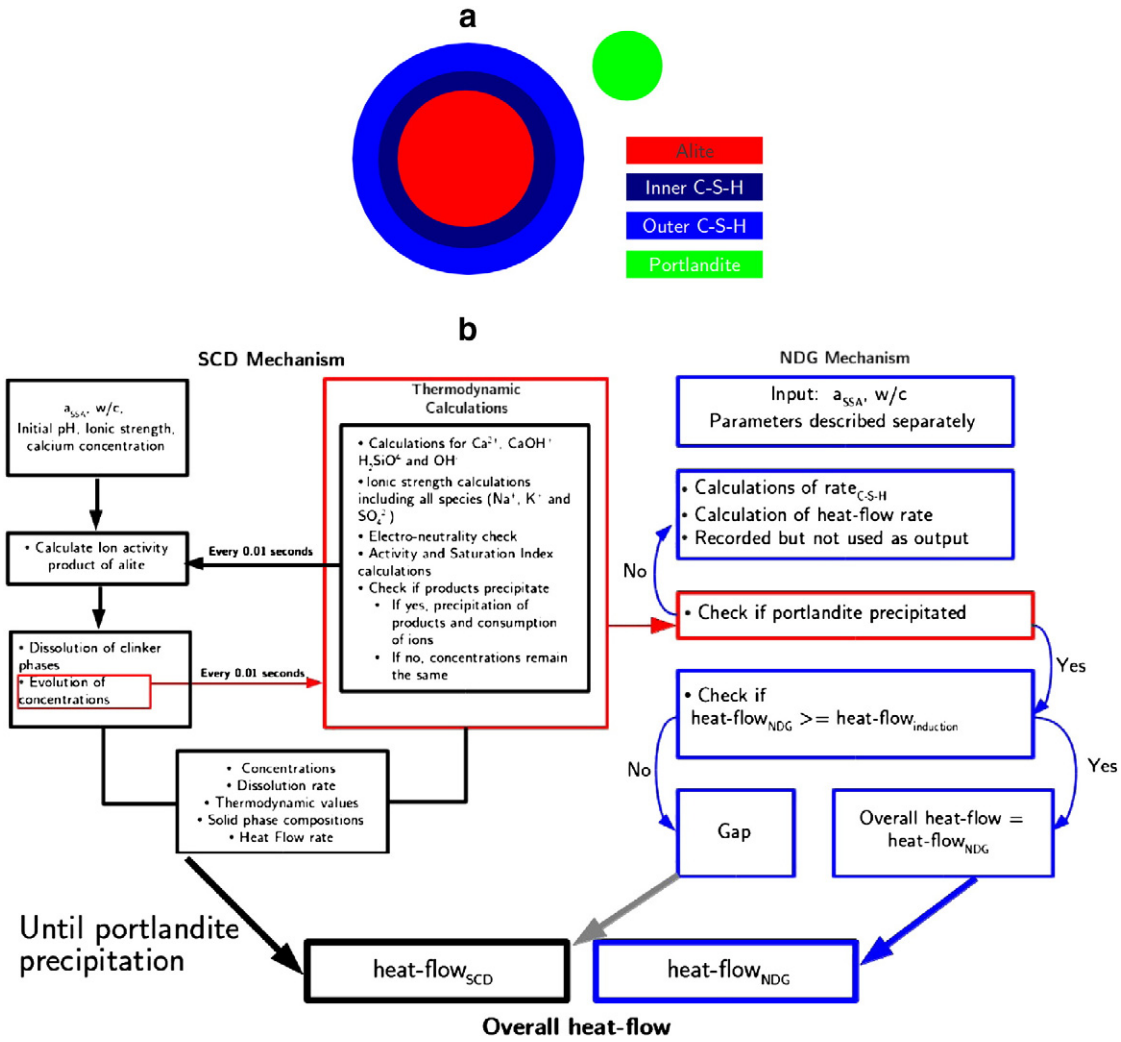 a
Alite
Inner C-S-H
Outer C-S-H
Portlandite
b
SCD Mechanism
a_SSA, w/c,
Initial pH, Ionic strength,
calcium concentration
• Calculate Ion activity
product of alite
• Dissolution of clinker
phases
• Evolution of
concentrations
Every 0.01 seconds
Every 0.01 seconds
Thermodynamic
Calculations
• Calculations for Ca²⁺, CaOH⁺
H₂SiO⁴⁻ and OH⁻
• Ionic strength calculations
including all species (Na⁺, K⁺ and
SO₄²⁻)
• Electro-neutrality check
• Activity and Saturation Index
calculations
• Check if products precipitate
• If yes, precipitation of
products and consumption
of ions
• If no, concentrations remain
the same
• Concentrations
• Dissolution rate
• Thermodynamic values
• Solid phase compositions
• Heat Flow rate
NDG Mechanism
Input: a_SSA, w/c
Parameters described separately
• Calculations of rate_C-S-H
• Calculation of heat-flow rate
• Recorded but not used as output
No
• Check if portlandite precipitated
Yes
• Check if
heat-flow_NDG >= heat-flow_induction
No
Yes
Gap
Overall heat-flow =
heat-flow_NDG
Until portlandite
precipitation
heat-flow_SCD
heat-flow_NDG
Overall heat-flow